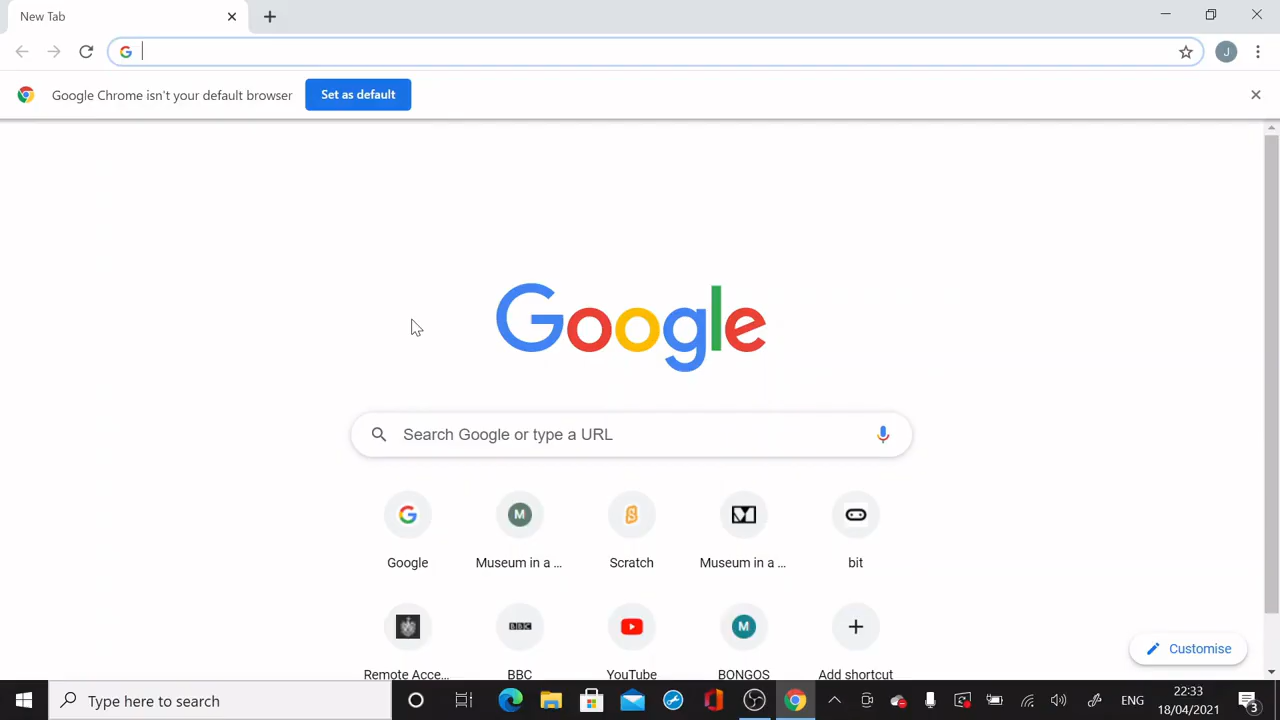 New Tab
Google Chrome isn't your default browser
Set as default
Google
Search Google or type a URL
Google
Museum in a ...
Scratch
Museum in a ...
bit
Remote Acce...
BBC
YouTube
BONGOS
Add shortcut
Customise
Type here to search
ENG
22:33
18/04/2021
3